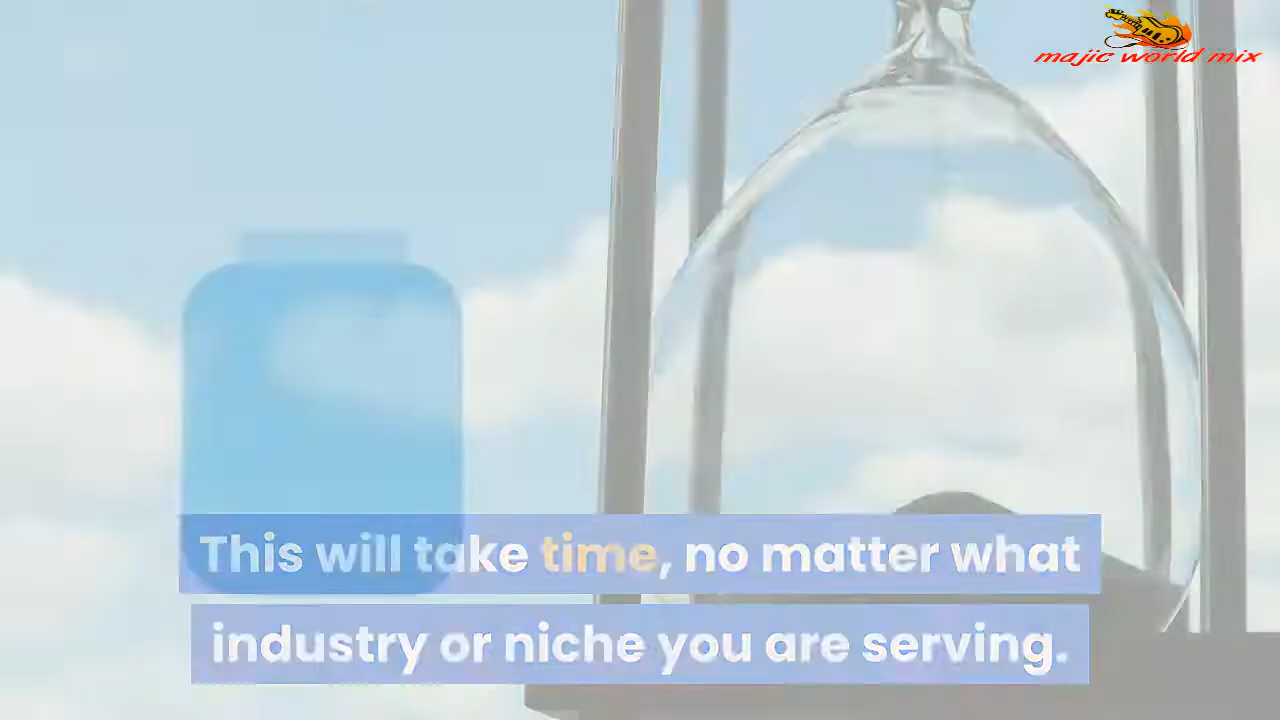 majic world mix
This will take time, no matter what
industry or niche you are serving.